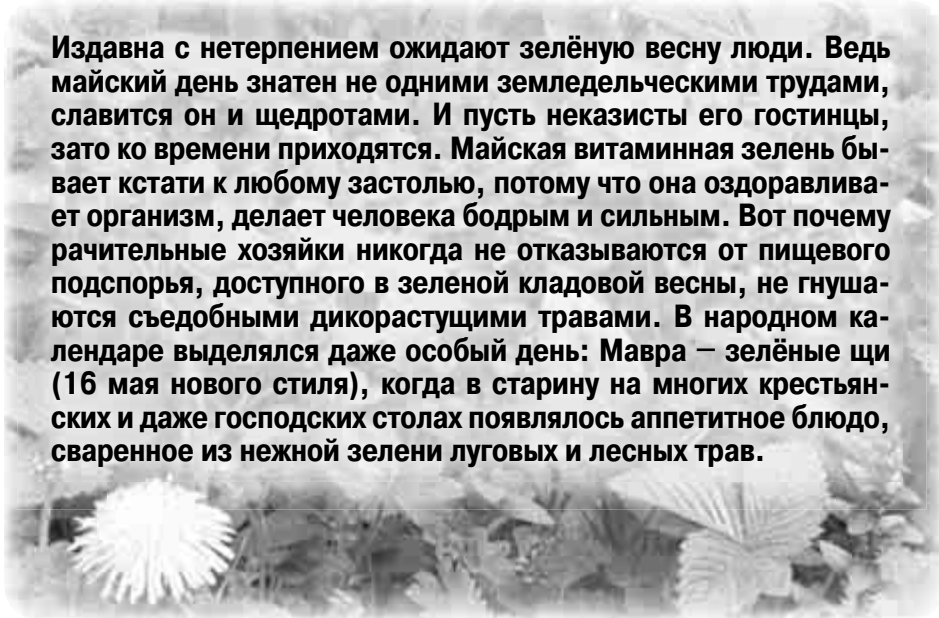 Издавна с нетерпением ожидают зелёную весну люди. Ведь
майский день знатен не одними земледельческими трудами,
славится он и щедротами. И пусть неказисты его гостинцы,
зато ко времени приходятся. Майская витаминная зелень бы-
вает кстати к любому застолью, потому что она оздоравлива-
ет организм, делает человека бодрым и сильным. Вот почему
рачительные хозяйки никогда не отказываются от пищевого
подспорья, доступного в зеленой кладовой весны, не гнуша-
ются съедобными дикорастущими травами. В народном ка-
лендаре выделялся даже особый день: Мавра – зелёные щи
(16 мая нового стиля), когда в старину на многих крестьян-
ских и даже господских столах появлялось аппетитное блюдо,
сваренное из нежной зелени луговых и лесных трав.